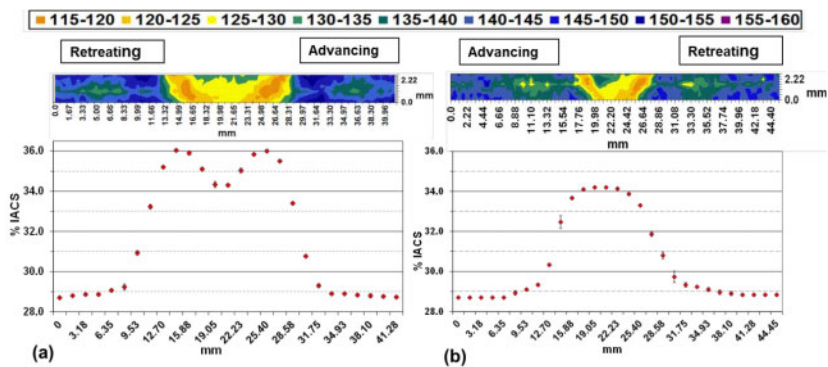 115-120 120-125 125-130 130-135 135-140 140-145 145-150 150-155 155-160
Retreating Advancing
2.22
0.0 mm
0.0 1.67 3.33 5.00 6.66 8.33 9.99 11.66 13.32 14.99 16.65 18.32 19.98 21.65 23.31 24.98 26.64 28.31 29.97 31.64 33.30 34.97 36.63 38.30 39.96
mm
36.0
34.0
32.0
30.0
28.0
% IACS
0 3.18 6.35 9.53 12.70 15.88 19.05 22.23 25.40 28.58 31.75 34.93 38.10 41.28
(a) mm
Advancing Retreating
2.22
0.0 mm
0.0 2.22 4.44 6.66 8.88 11.10 13.32 15.54 17.76 19.98 22.20 24.42 26.64 28.86 31.08 33.30 35.52 37.74 39.96 42.18 44.40
mm
36.0
34.0
32.0
30.0
28.0
% IACS
0 3.18 6.35 9.53 12.70 15.88 19.05 22.23 25.40 28.58 31.75 34.93 38.10 41.28 44.45
(b) mm